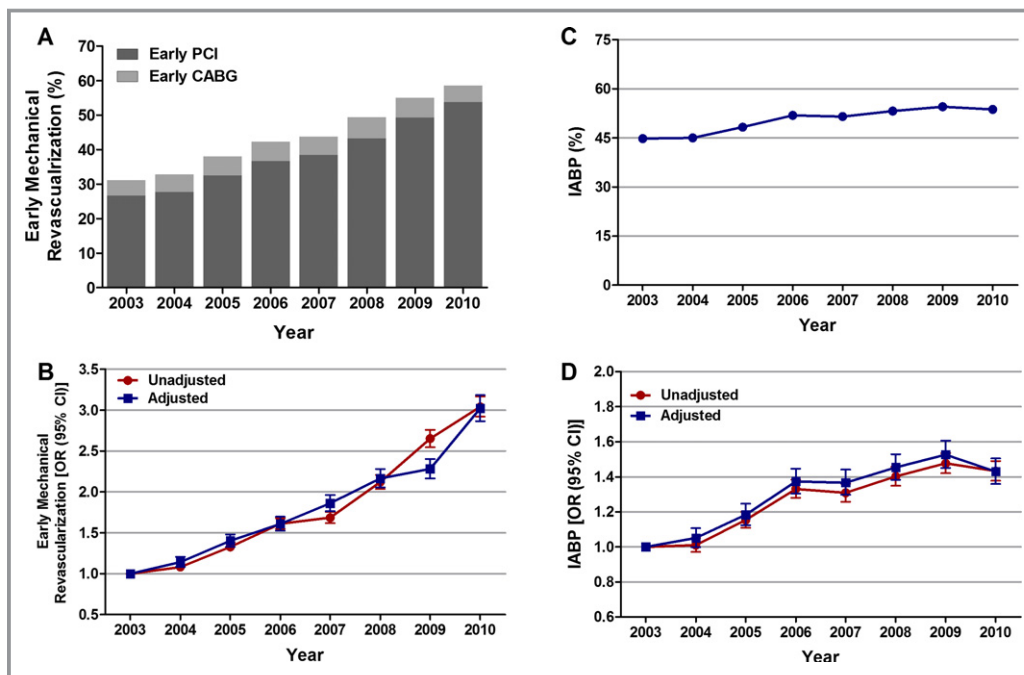 A
Early PCI
Early CABG
Early Mechanical
Revascualrization (%)
70
60
50
40
30
20
10
0
2003 2004 2005 2006 2007 2008 2009 2010
Year
C
IABP (%)
75
60
45
30
15
0
2003 2004 2005 2006 2007 2008 2009 2010
Year
B
Unadjusted
Adjusted
Early Mechanical
Revascularization [OR (95% CI)]
3.5
3.0
2.5
2.0
1.5
1.0
0.5
2003 2004 2005 2006 2007 2008 2009 2010
Year
D
Unadjusted
Adjusted
IABP [OR (95% CI)]
2.0
1.8
1.6
1.4
1.2
1.0
0.8
0.6
2003 2004 2005 2006 2007 2008 2009 2010
Year